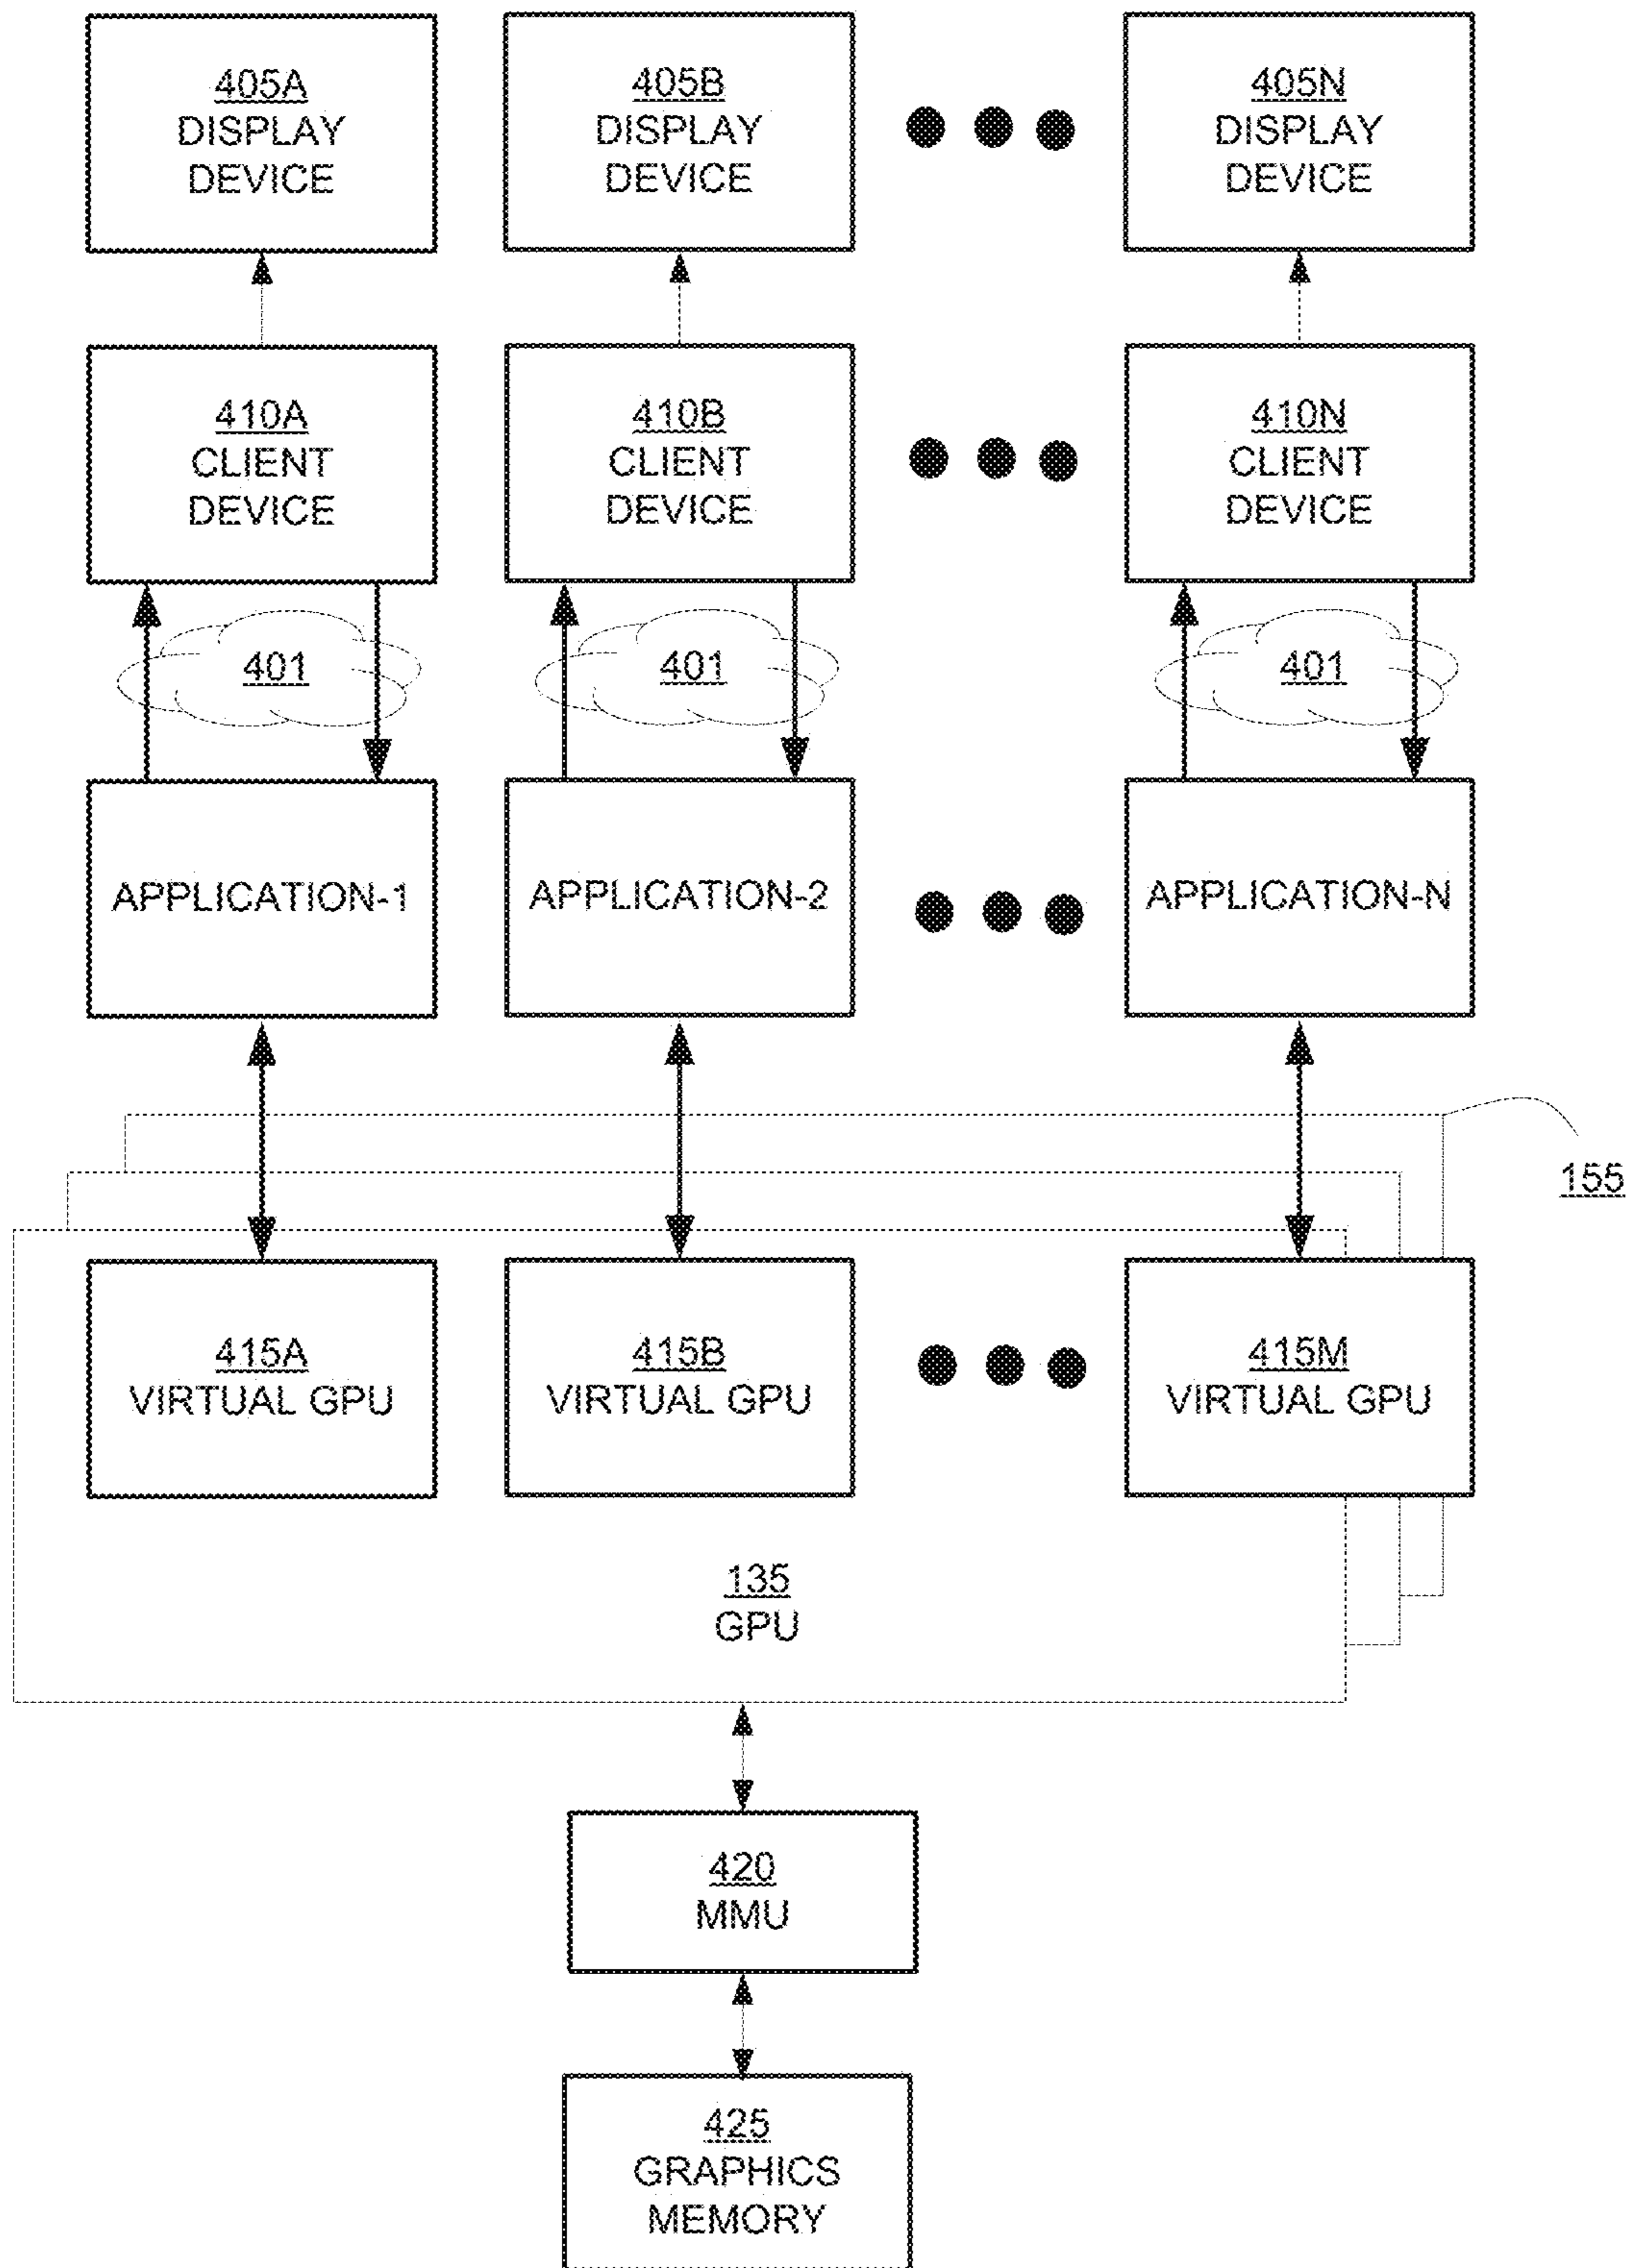 405A
DISPLAY
DEVICE
405B
DISPLAY
DEVICE
405N
DISPLAY
DEVICE
410A
CLIENT
DEVICE
410B
CLIENT
DEVICE
410N
CLIENT
DEVICE
401
401
401
APPLICATION-1
APPLICATION-2
APPLICATION-N
155
415A
VIRTUAL GPU
415B
VIRTUAL GPU
415M
VIRTUAL GPU
135
GPU
420
MMU
425
GRAPHICS
MEMORY